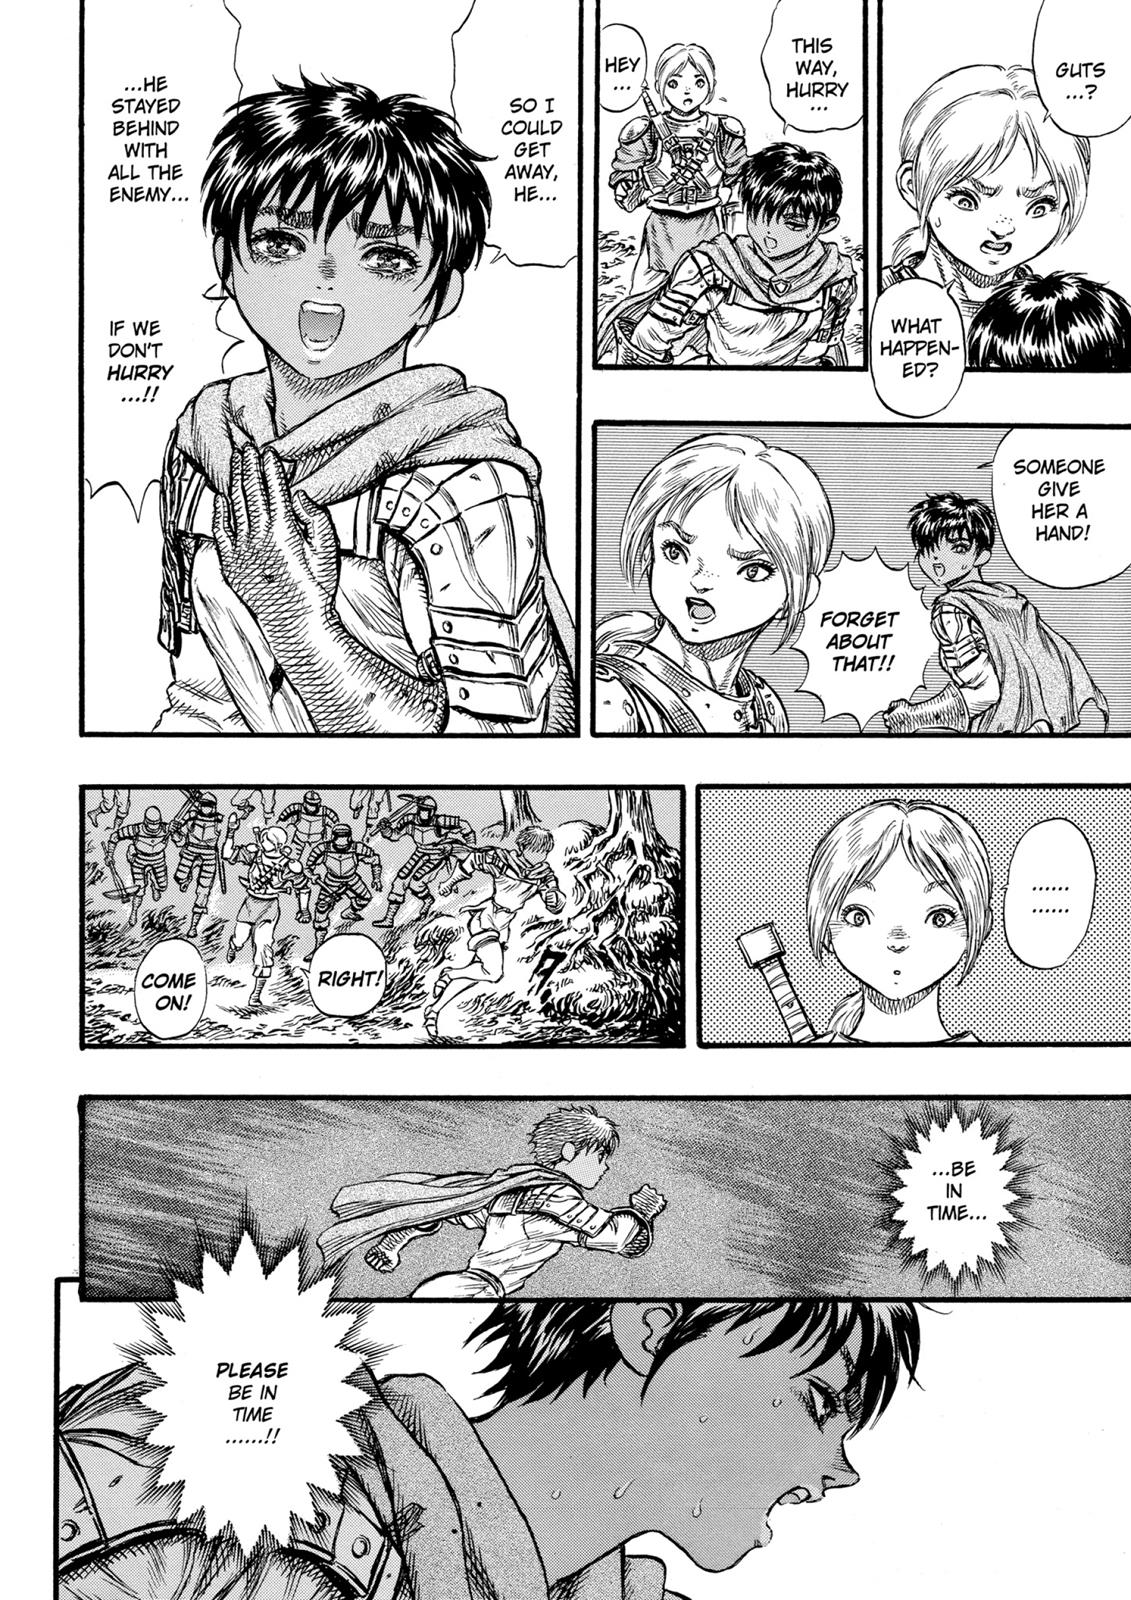 GUTS
...?
WHAT
HAPPEN-
ED?
THIS
WAY,
HURRY
...
HEY
...
SO I
COULD
GET
AWAY,
HE...
...HE
STAYED
BEHIND
WITH
ALL THE
ENEMY...
IF WE
DON'T
HURRY
...!!
SOMEONE
GIVE
HER A
HAND!
FORGET
ABOUT
THAT!!
......
......
RIGHT!
COME
ON!
...BE
IN
TIME...
PLEASE
BE IN
TIME
......!!